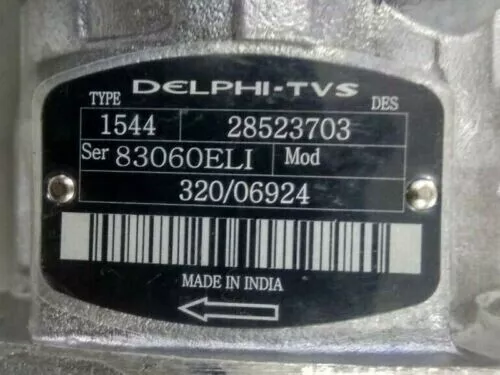 DELPHI-TVS
TYPE DES
1544 28523703
Ser 83060ELI Mod
320/06924
MADE IN INDIA